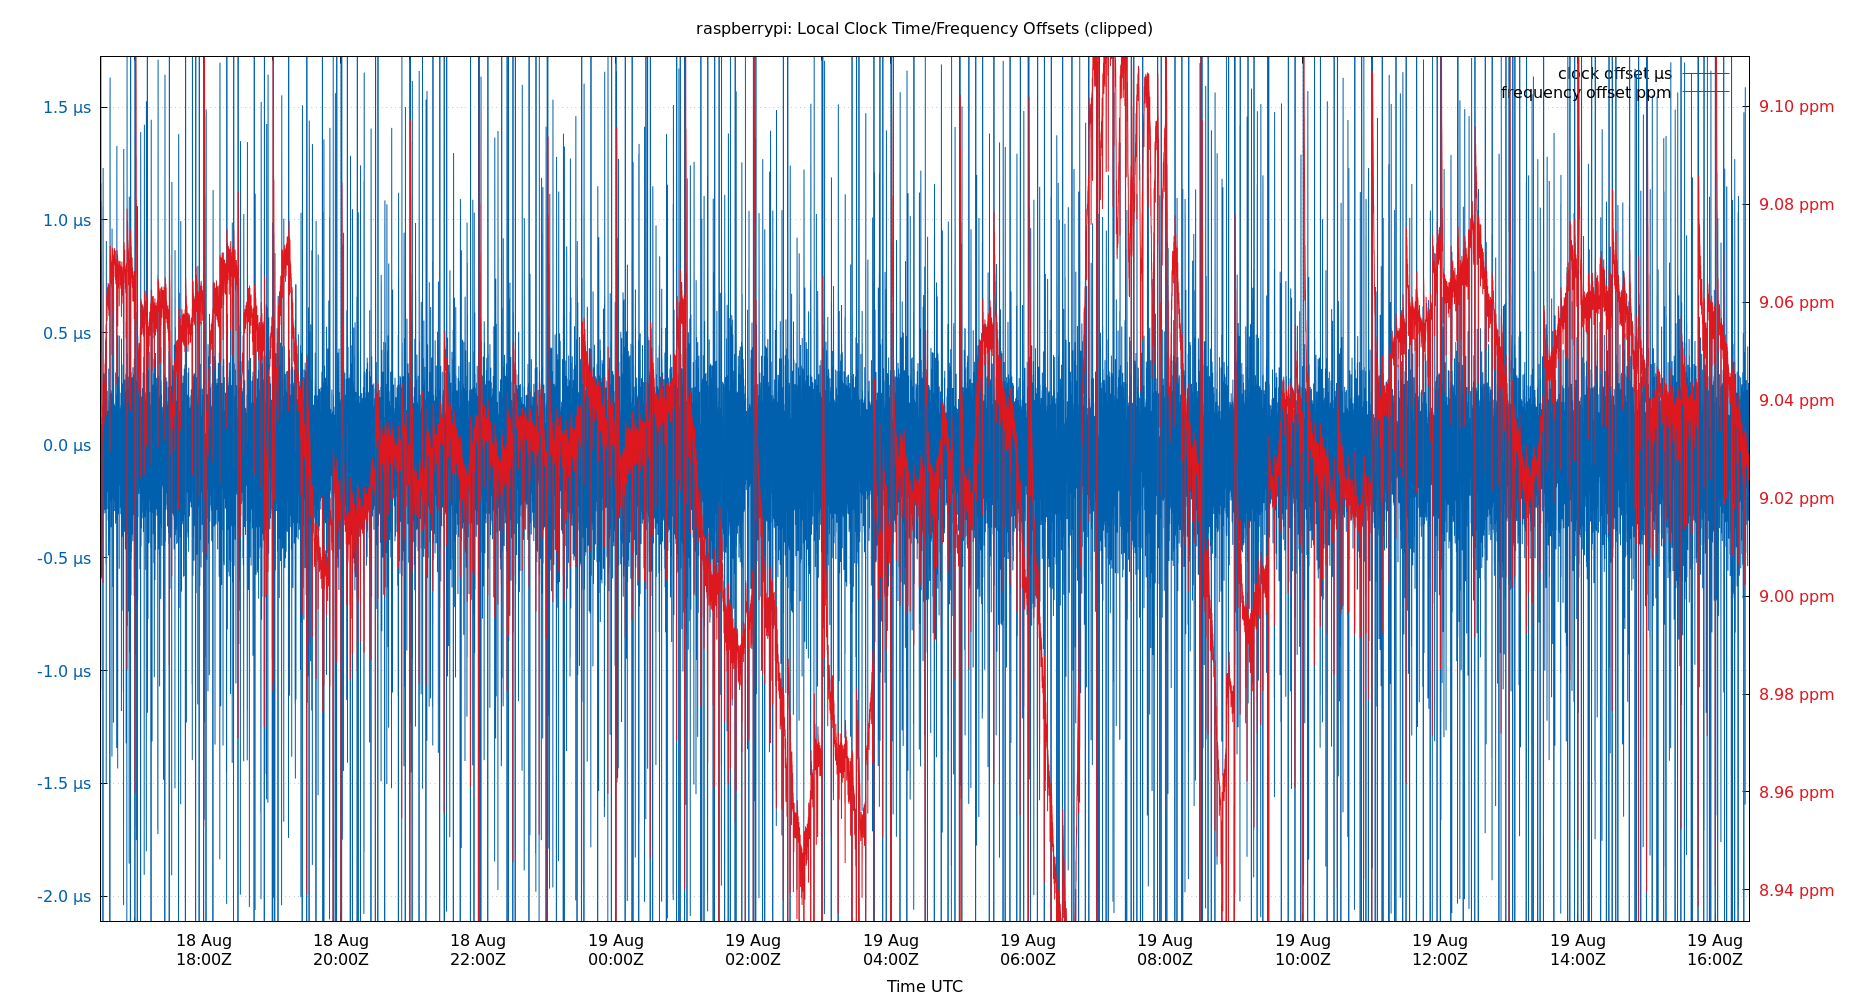 raspberrypi: Local Clock Time/Frequency Offsets (clipped)
clock offset µs
frequency offset ppm
1.5 µs
1.0 µs
0.5 µs
0.0 µs
-0.5 µs
-1.0 µs
-1.5 µs
-2.0 µs
9.10 ppm
9.08 ppm
9.06 ppm
9.04 ppm
9.02 ppm
9.00 ppm
8.98 ppm
8.96 ppm
8.94 ppm
18 Aug
18:00Z
18 Aug
20:00Z
18 Aug
22:00Z
19 Aug
00:00Z
19 Aug
02:00Z
19 Aug
04:00Z
19 Aug
06:00Z
19 Aug
08:00Z
19 Aug
10:00Z
19 Aug
12:00Z
19 Aug
14:00Z
19 Aug
16:00Z
Time UTC